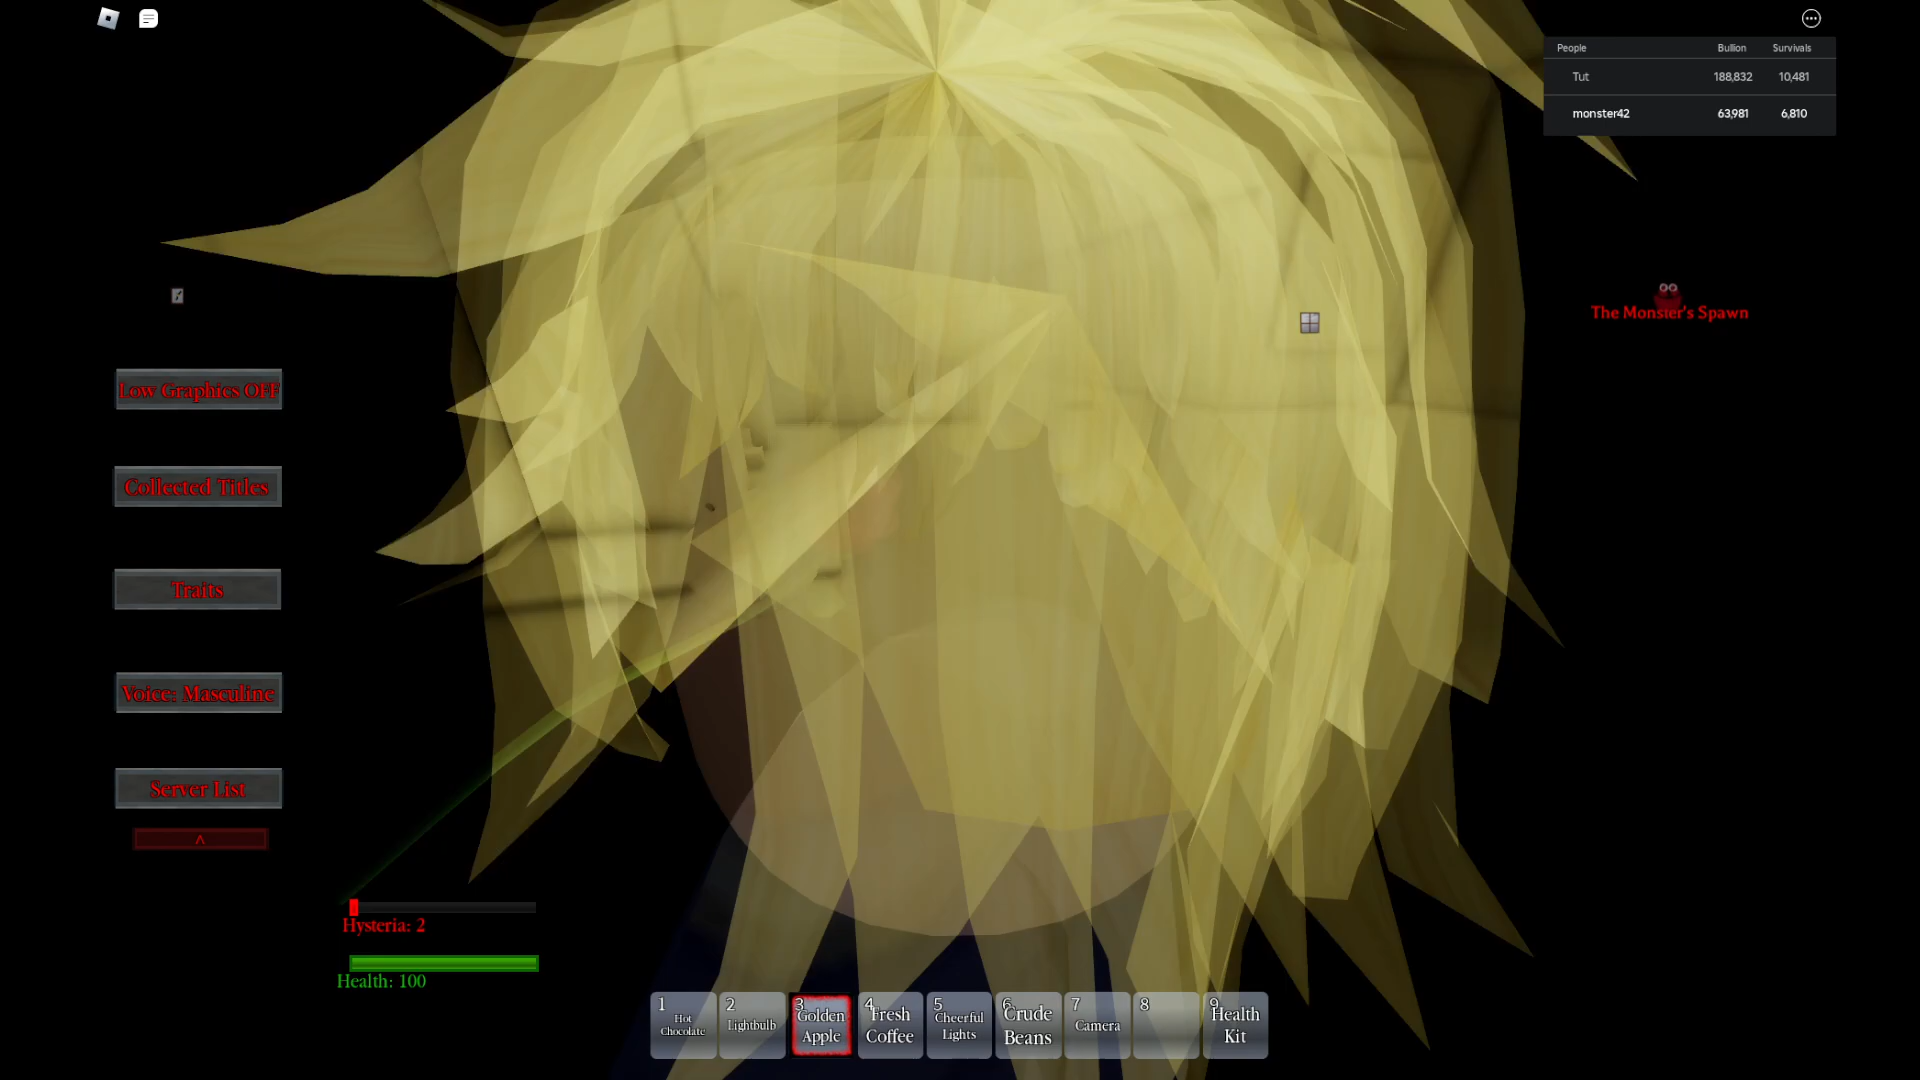 People Bullion Survivals
Tut 188,832 10,481
monster42 63,981 6,810
The Monster's Spawn
Low Graphics OFF
Collected Titles
Traits
Voice: Masculine
Server List
^
Hysteria: 2
Health: 100
1
Hot
Chocolate
2
Lightbulb
3
Golden
Apple
4
Fresh
Coffee
5
Cheerful
Lights
6
Crude
Beans
7
Camera
8
9
Health
Kit